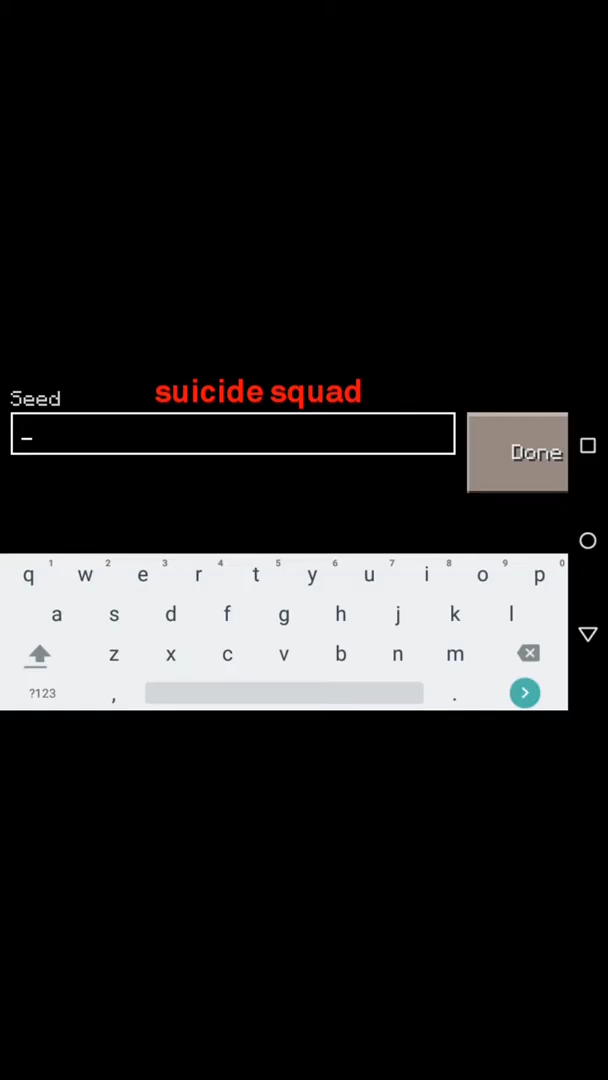 suicide squad
Seed
_
Done
1 2 3 4 5 6 7 8 9 0
q w e r t y u i o p
a s d f g h j k l
z x c v b n m
?123 , .